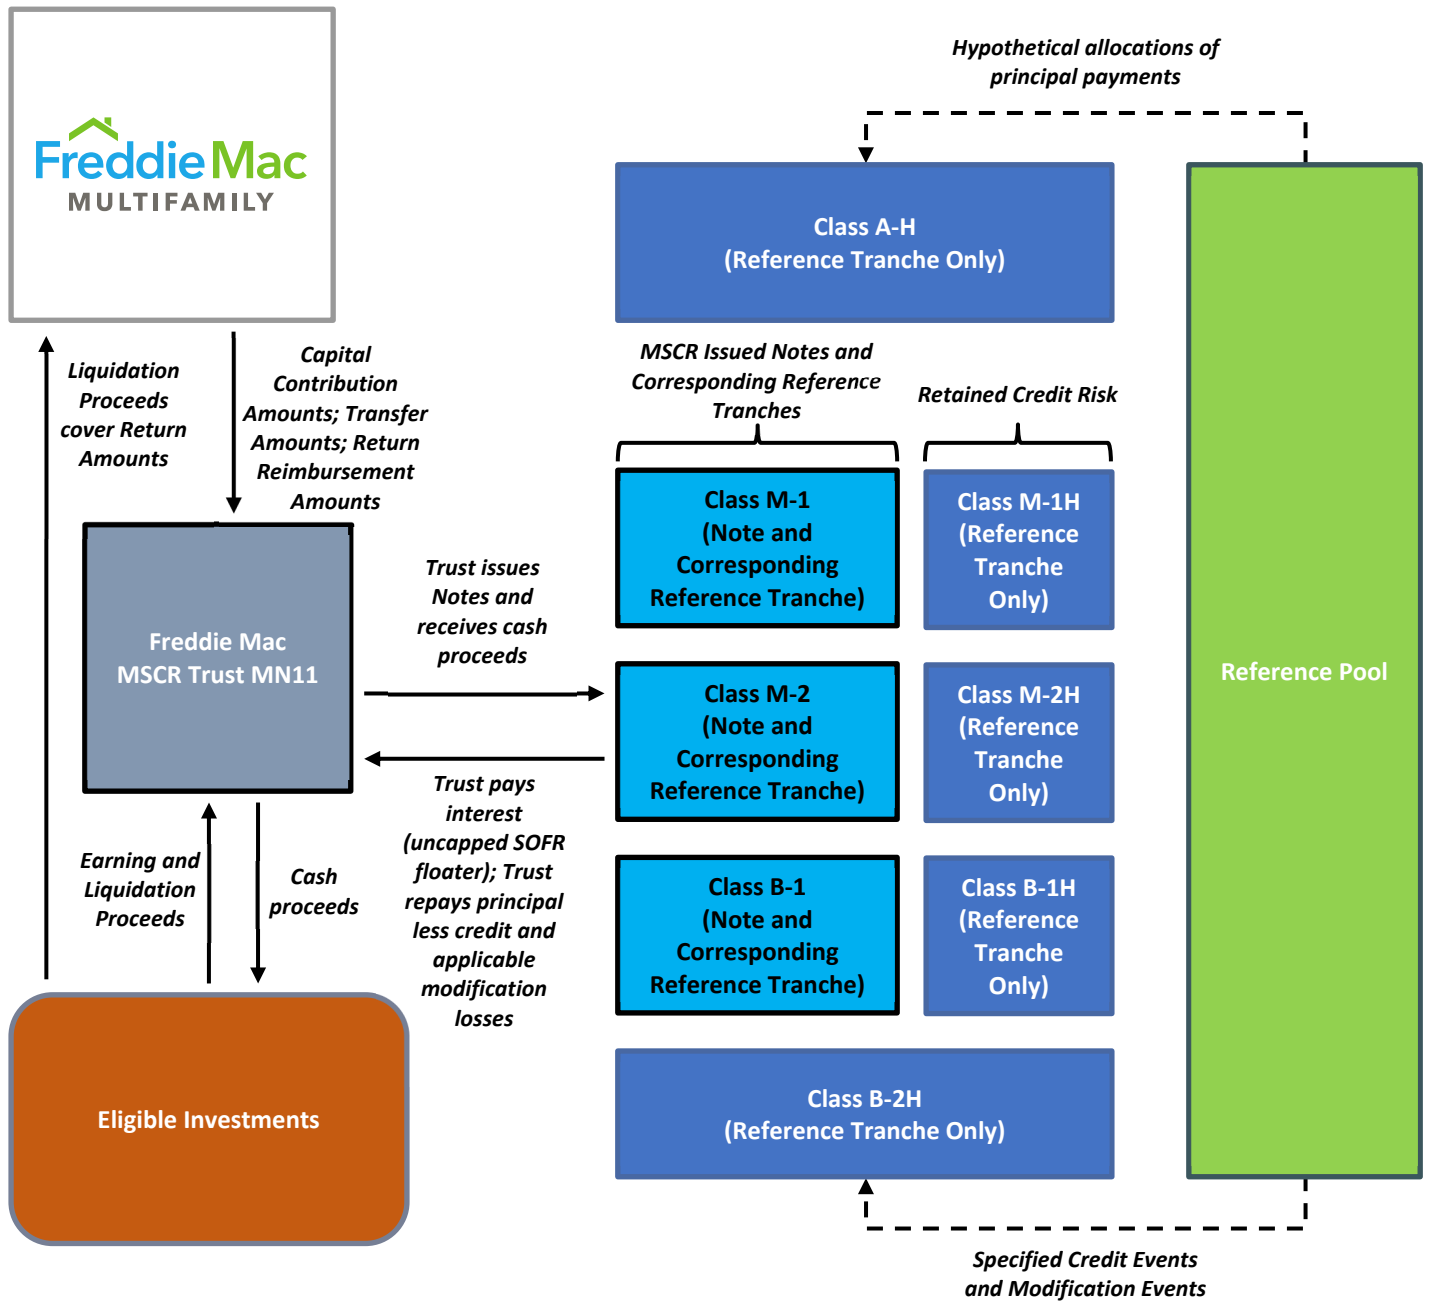 Freddie Mac
MULTIFAMILY
Hypothetical allocations of
principal payments
Class A-H
(Reference Tranche Only)
Liquidation
Proceeds
cover Return
Amounts
Capital
Contribution
Amounts; Transfer
Amounts; Return
Reimbursement
Amounts
MSCR Issued Notes and
Corresponding Reference
Tranches
Retained Credit Risk
Class M-1
(Note and
Corresponding
Reference Tranche)
Class M-1H
(Reference
Tranche
Only)
Freddie Mac
MSCR Trust MN11
Trust issues
Notes and
receives cash
proceeds
Class M-2
(Note and
Corresponding
Reference Tranche)
Class M-2H
(Reference
Tranche
Only)
Reference Pool
Trust pays
interest
(uncapped SOFR
floater); Trust
repays principal
less credit and
applicable
modification
losses
Earning and
Liquidation
Proceeds
Cash
proceeds
Class B-1
(Note and
Corresponding
Reference Tranche)
Class B-1H
(Reference
Tranche
Only)
Eligible Investments
Class B-2H
(Reference Tranche Only)
Specified Credit Events
and Modification Events